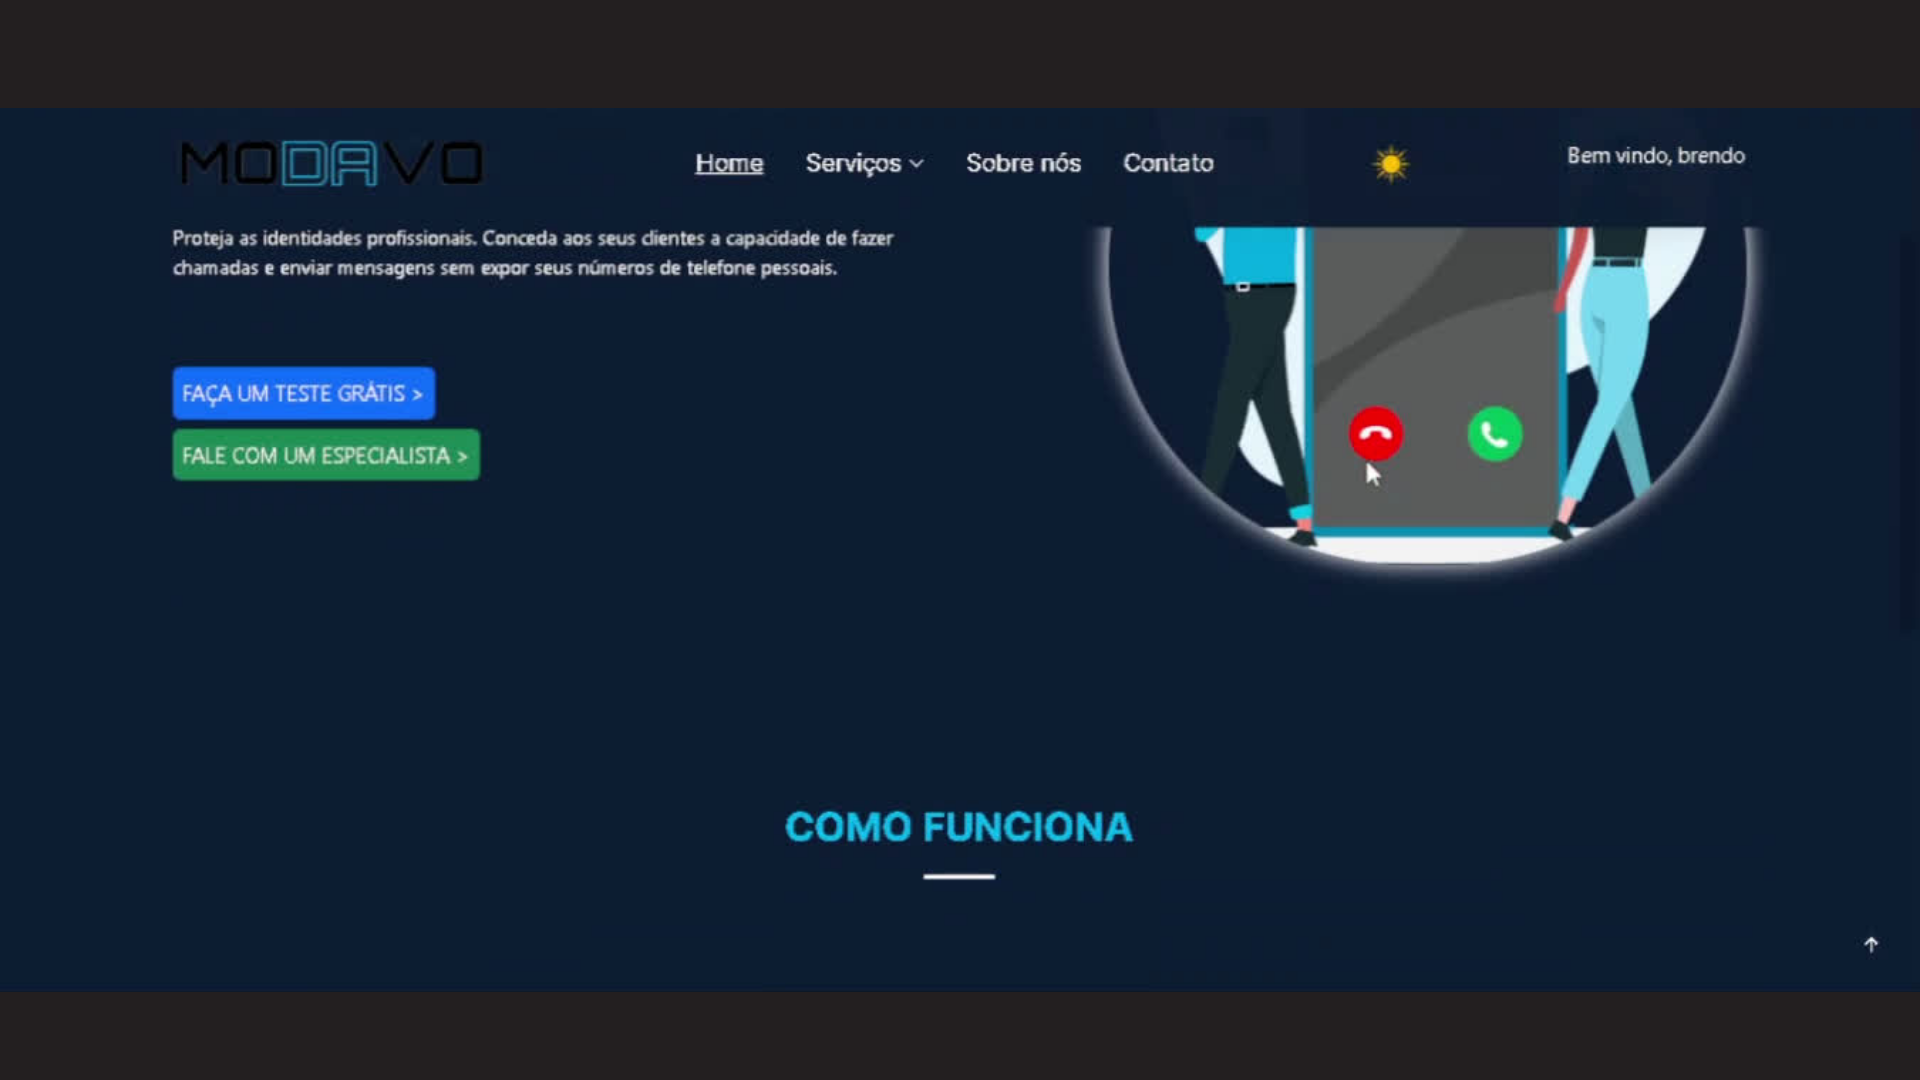 MODAVO
Home Serviços Sobre nós Contato
Bem vindo, brendo
Proteja as identidades profissionais. Conceda aos seus clientes a capacidade de fazer
chamadas e enviar mensagens sem expor seus números de telefone pessoais.
FAÇA UM TESTE GRÁTIS >
FALE COM UM ESPECIALISTA >
COMO FUNCIONA